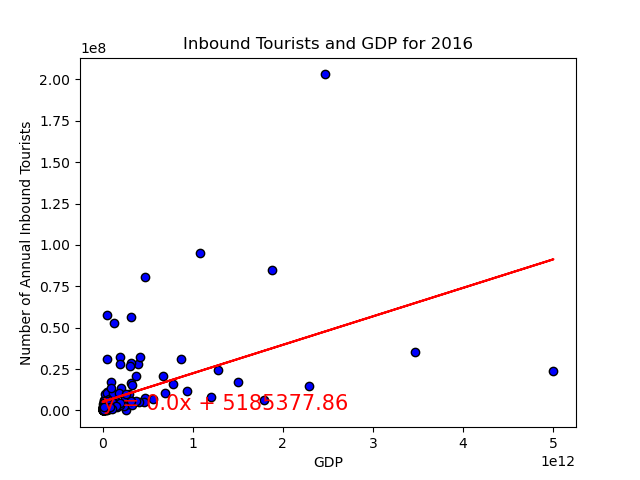 Inbound Tourists and GDP for 2016
1e8
2.00
1.75
1.50
1.25
1.00
0.75
0.50
0.25
0.00
Number of Annual Inbound Tourists
y = 0.0x + 5185377.86
0 1 2 3 4 5
1e12
GDP